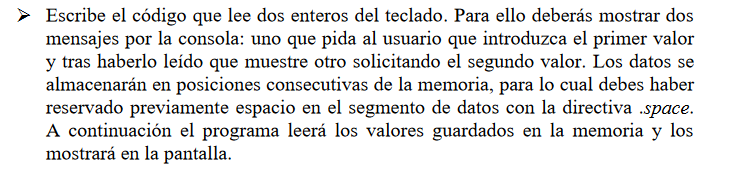 ➤ Escribe el código que lee dos enteros del teclado. Para ello deberás mostrar dos
mensajes por la consola: uno que pida al usuario que introduzca el primer valor
y tras haberlo leído que muestre otro solicitando el segundo valor. Los datos se
almacenarán en posiciones consecutivas de la memoria, para lo cual debes haber
reservado previamente espacio en el segmento de datos con la directiva .space.
A continuación el programa leerá los valores guardados en la memoria y los
mostrará en la pantalla.